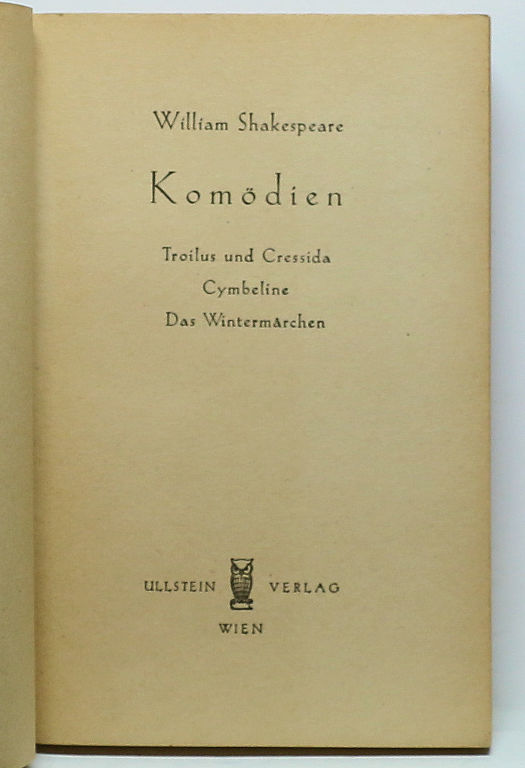 William Shakespeare
Komödien
Troilus und Cressida
Cymbeline
Das Wintermärchen
ULLSTEIN VERLAG
WIEN